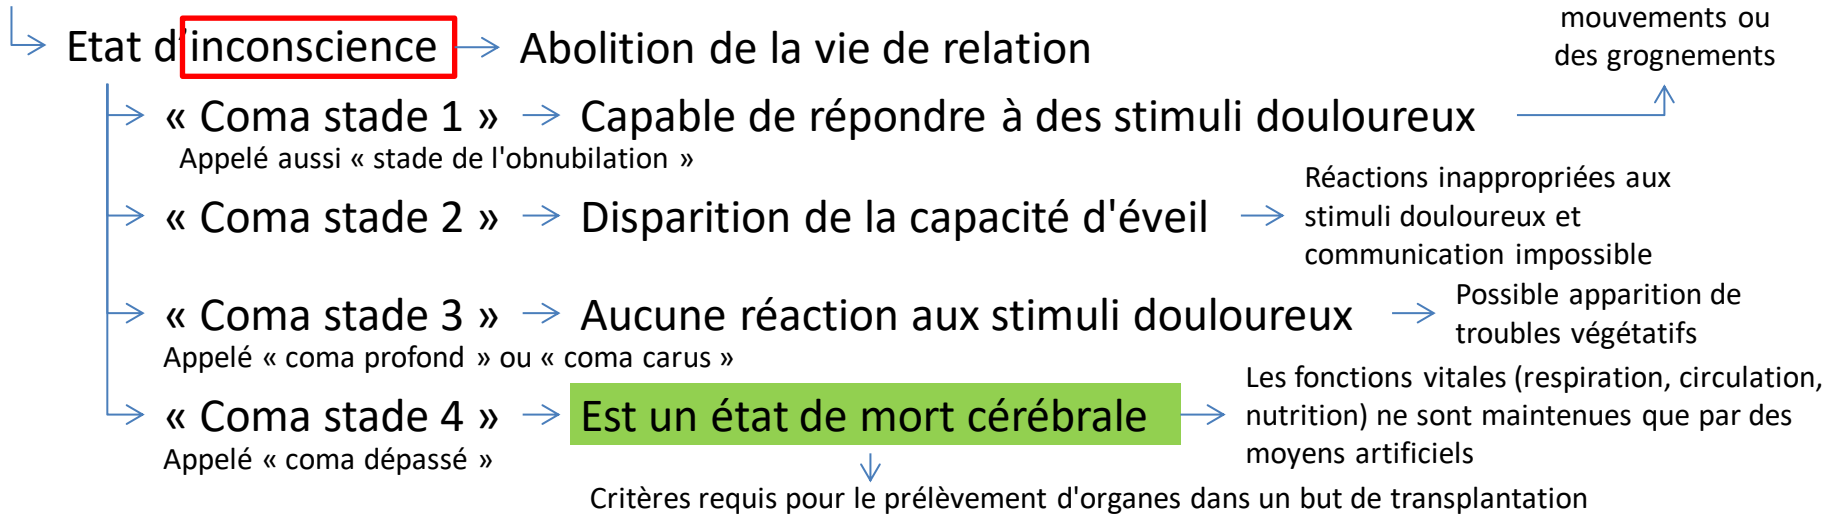 mouvements ou
des grognements
Etat d'inconscience → Abolition de la vie de relation
« Coma stade 1 » → Capable de répondre à des stimuli douloureux
Appelé aussi « stade de l'obnubilation »
« Coma stade 2 » → Disparition de la capacité d'éveil
Réactions inappropriées aux
stimuli douloureux et
communication impossible
« Coma stade 3 » → Aucune réaction aux stimuli douloureux
Appelé « coma profond » ou « coma carus »
Possible apparition de
troubles végétatifs
« Coma stade 4 » → Est un état de mort cérébrale
Appelé « coma dépassé »
Les fonctions vitales (respiration, circulation,
nutrition) ne sont maintenues que par des
moyens artificiels
Critères requis pour le prélèvement d'organes dans un but de transplantation